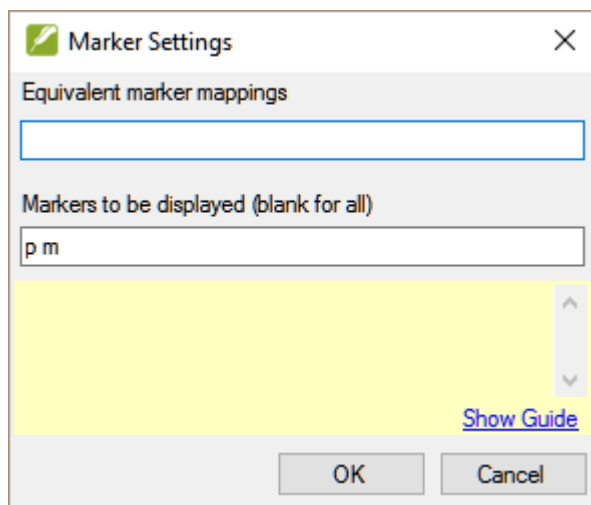 Marker Settings
Equivalent marker mappings
Markers to be displayed (blank for all)
p m
Show Guide
OK Cancel